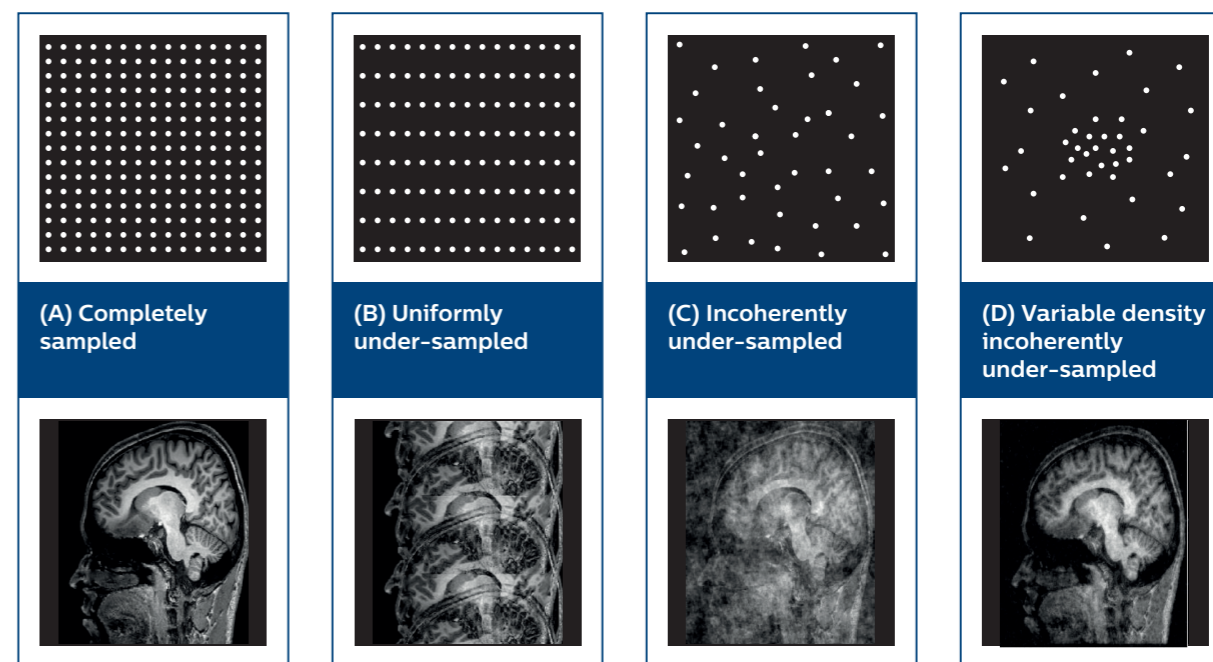 (A) Completely
sampled
(B) Uniformly
under-sampled
(C) Incoherently
under-sampled
(D) Variable density
incoherently
under-sampled